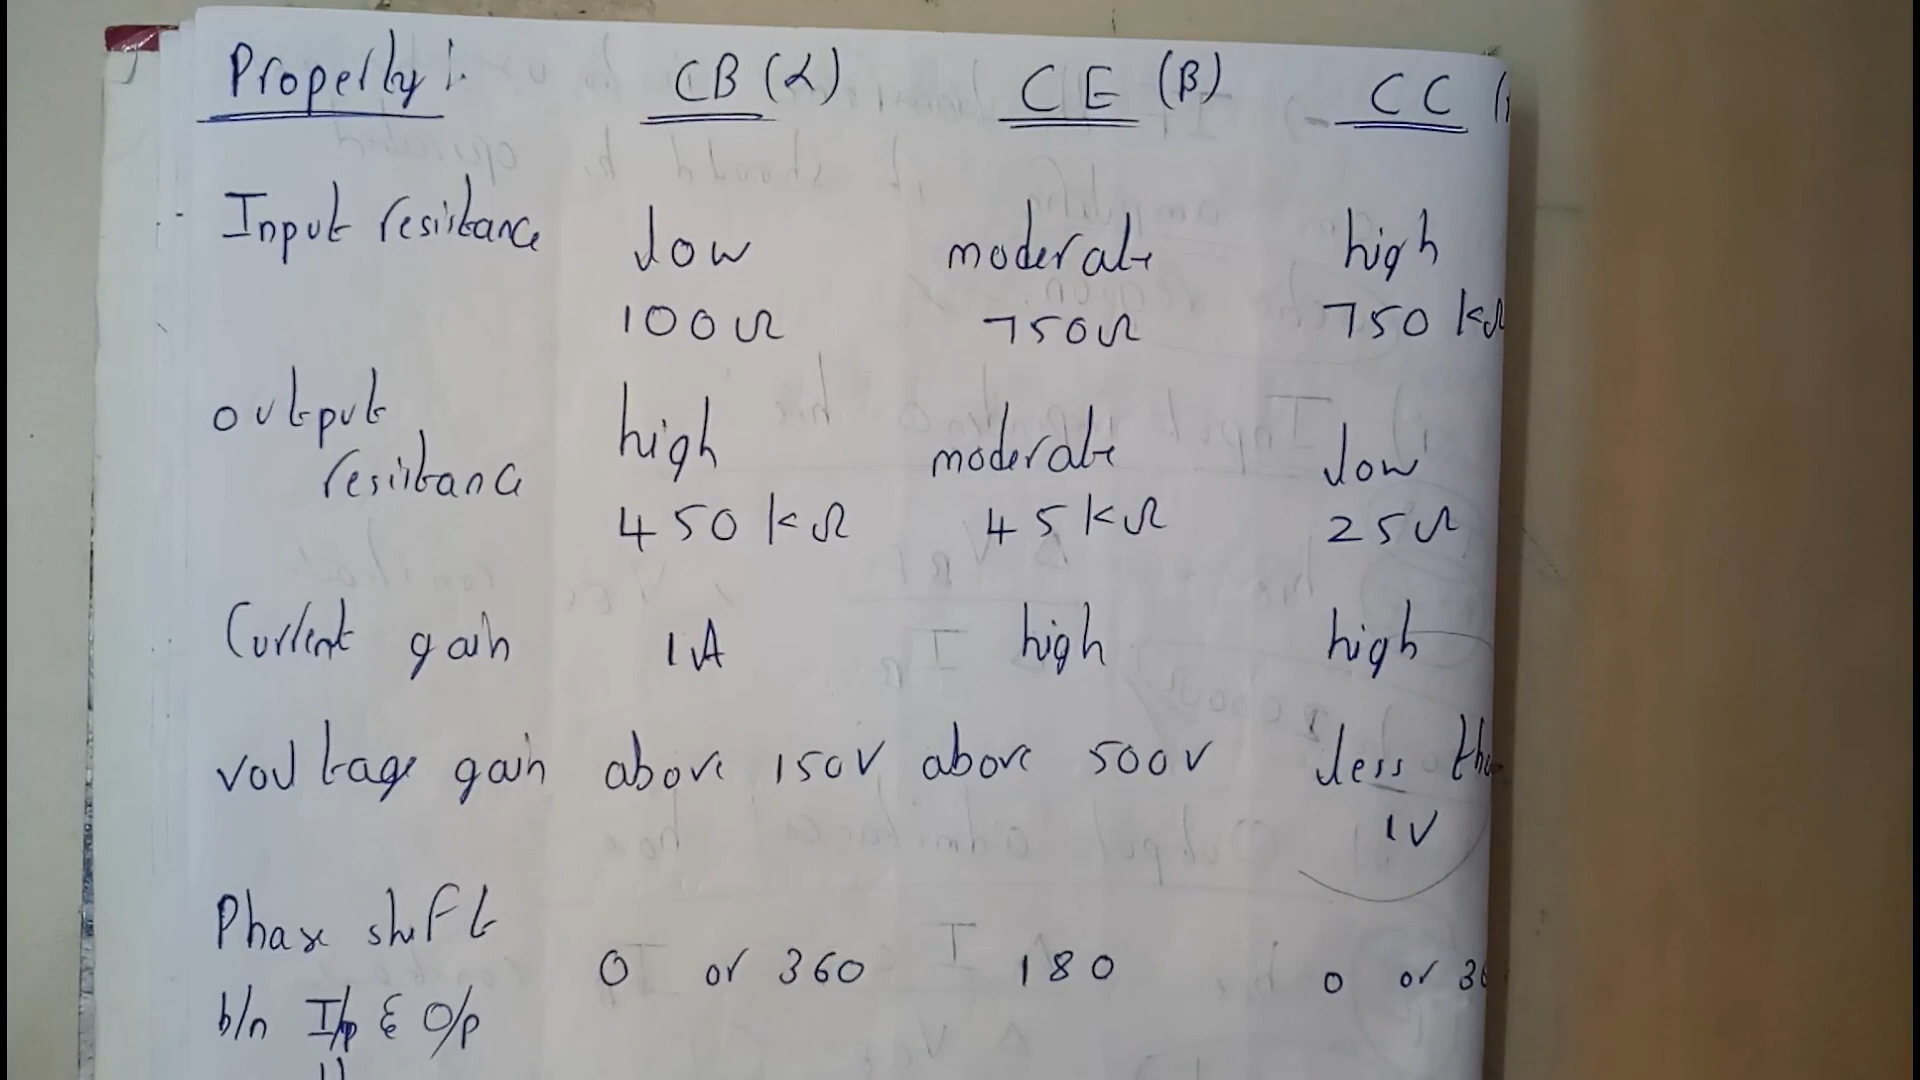 Property :- CB (α) CE (β) CC (
Input resistance low moderate high
100Ω 750Ω 750 kΩ
output high moderate low
resistance
450 kΩ 45 kΩ 25Ω
Current gain 1A high high
voltage gain above 150V above 500V less than
1V
Phase shift
0 or 360 180 0 or 36
b/n I/p & O/p